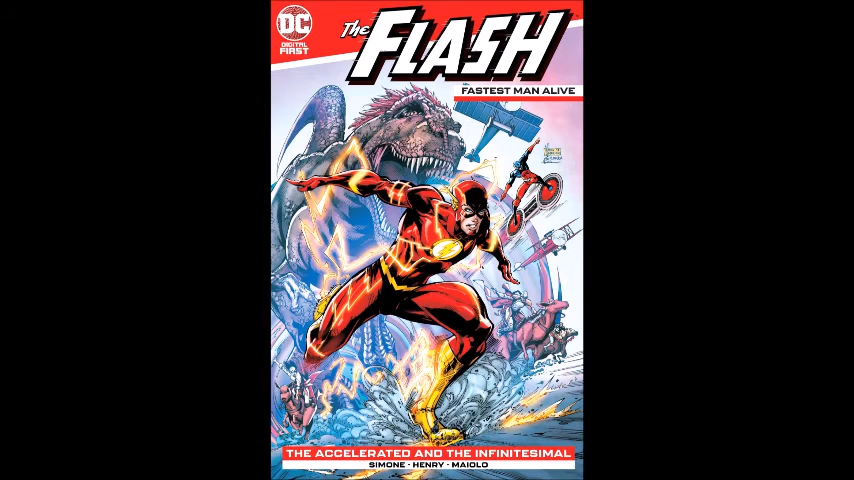 DC
DIGITAL
FIRST
The FLASH
FASTEST MAN ALIVE
THE ACCELERATED AND THE INFINITESIMAL
SIMONE • HENRY • MAIOLO